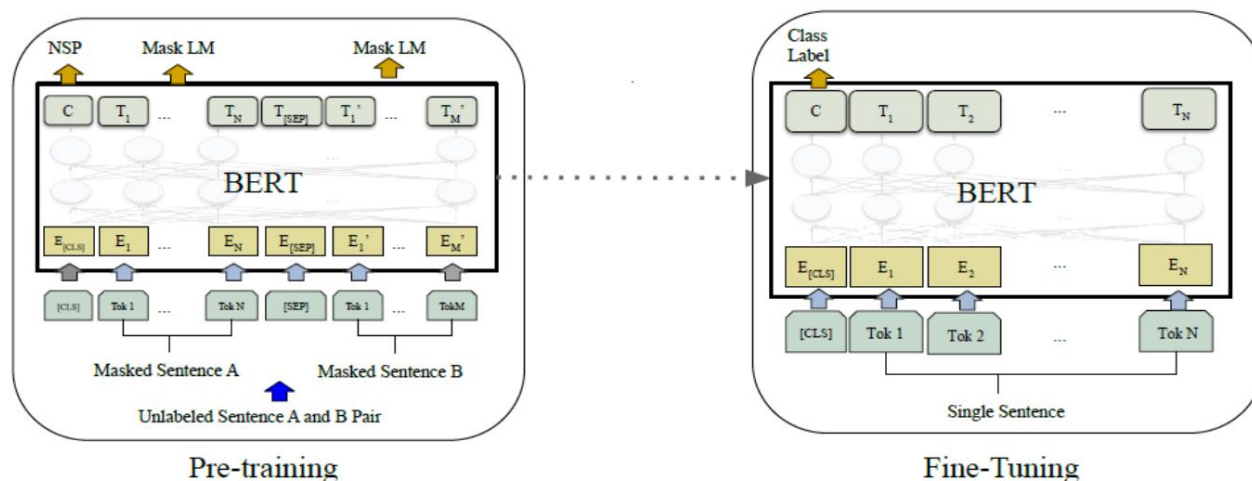 NSP Mask LM Mask LM
C T1 ... TN T[SEP] T1' ... TM'
...
BERT
...
E[CLS] E1 ... EN E[SEP] E1' ... EM'
[CLS] Tok 1 ... Tok N [SEP] Tok 1 ... TokM
Masked Sentence A Masked Sentence B
Unlabeled Sentence A and B Pair
Pre-training
Class
Label
C T1 T2 ... TN
...
BERT
...
E[CLS] E1 E2 ... EN
[CLS] Tok 1 Tok 2 ... Tok N
Single Sentence
Fine-Tuning